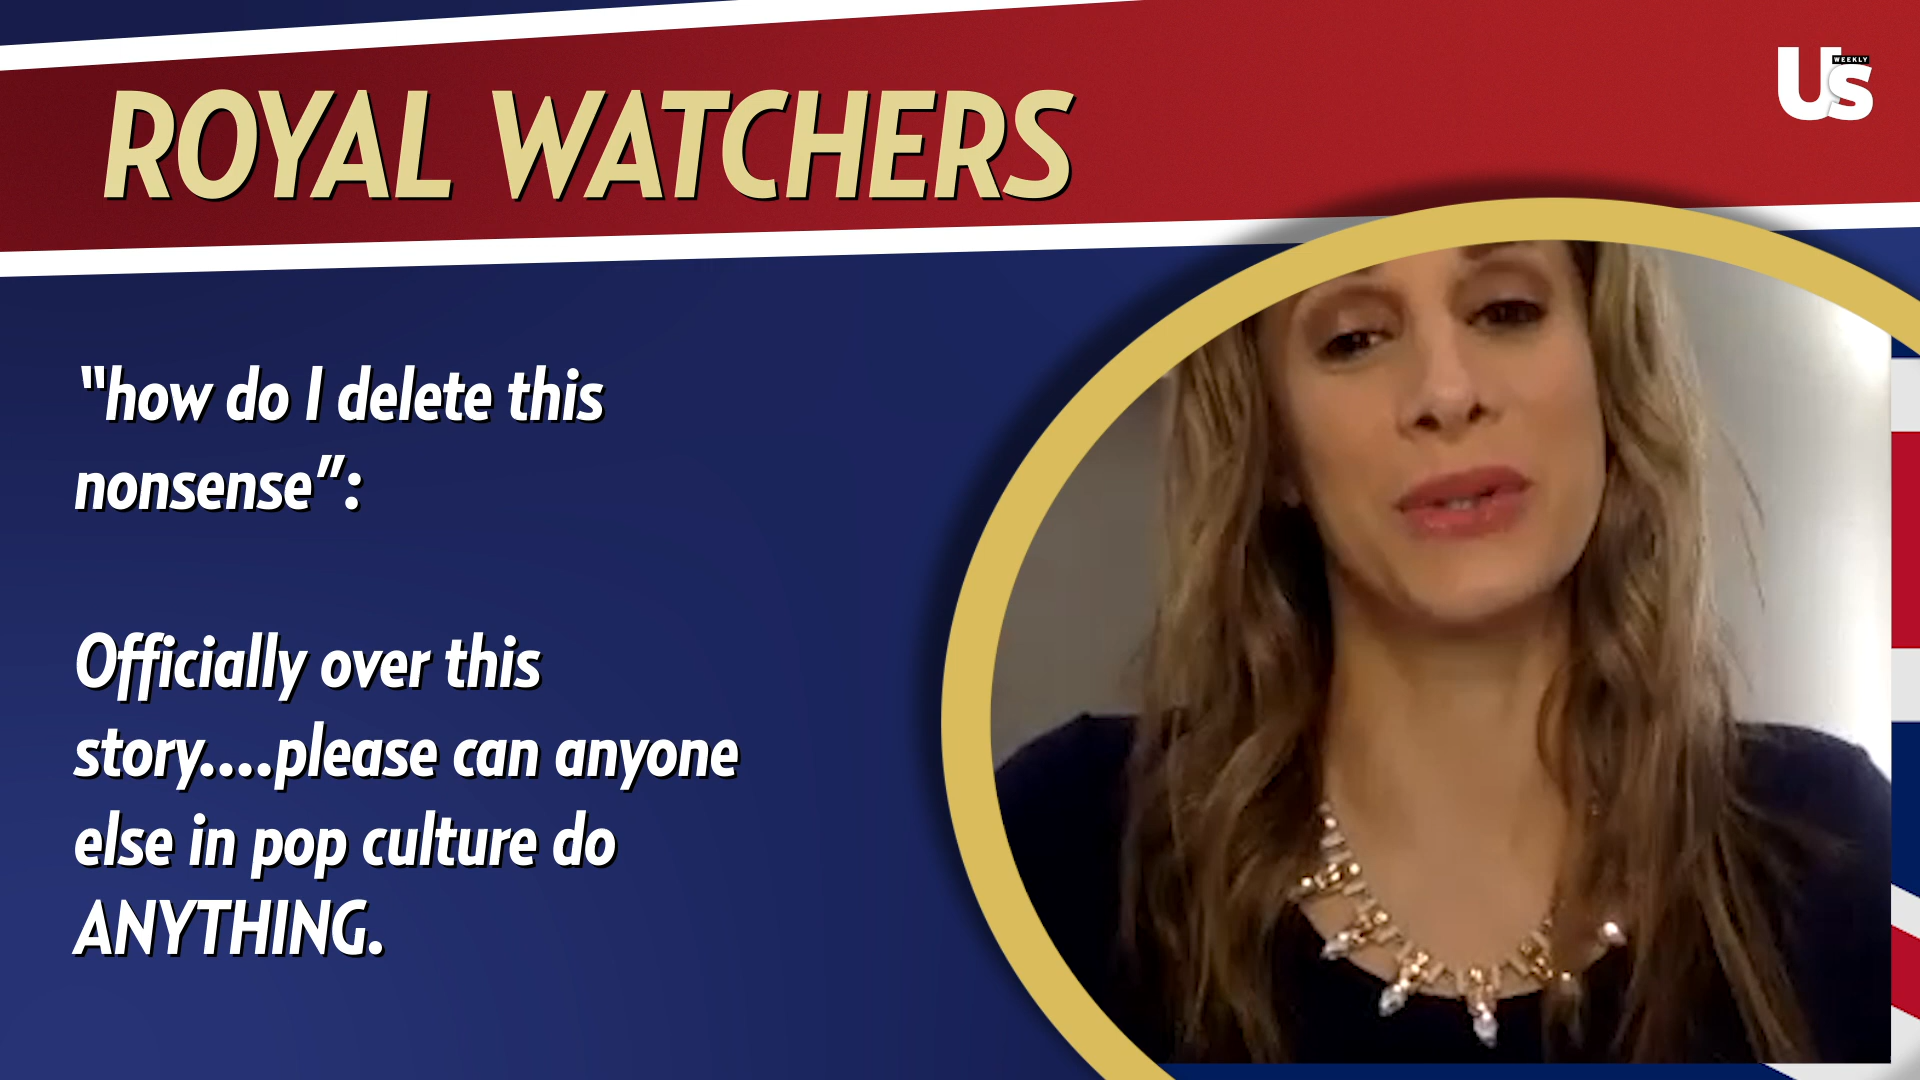 ROYAL WATCHERS
Us
WEEKLY
“how do I delete this
nonsense”:
Officially over this
story....please can anyone
else in pop culture do
ANYTHING.